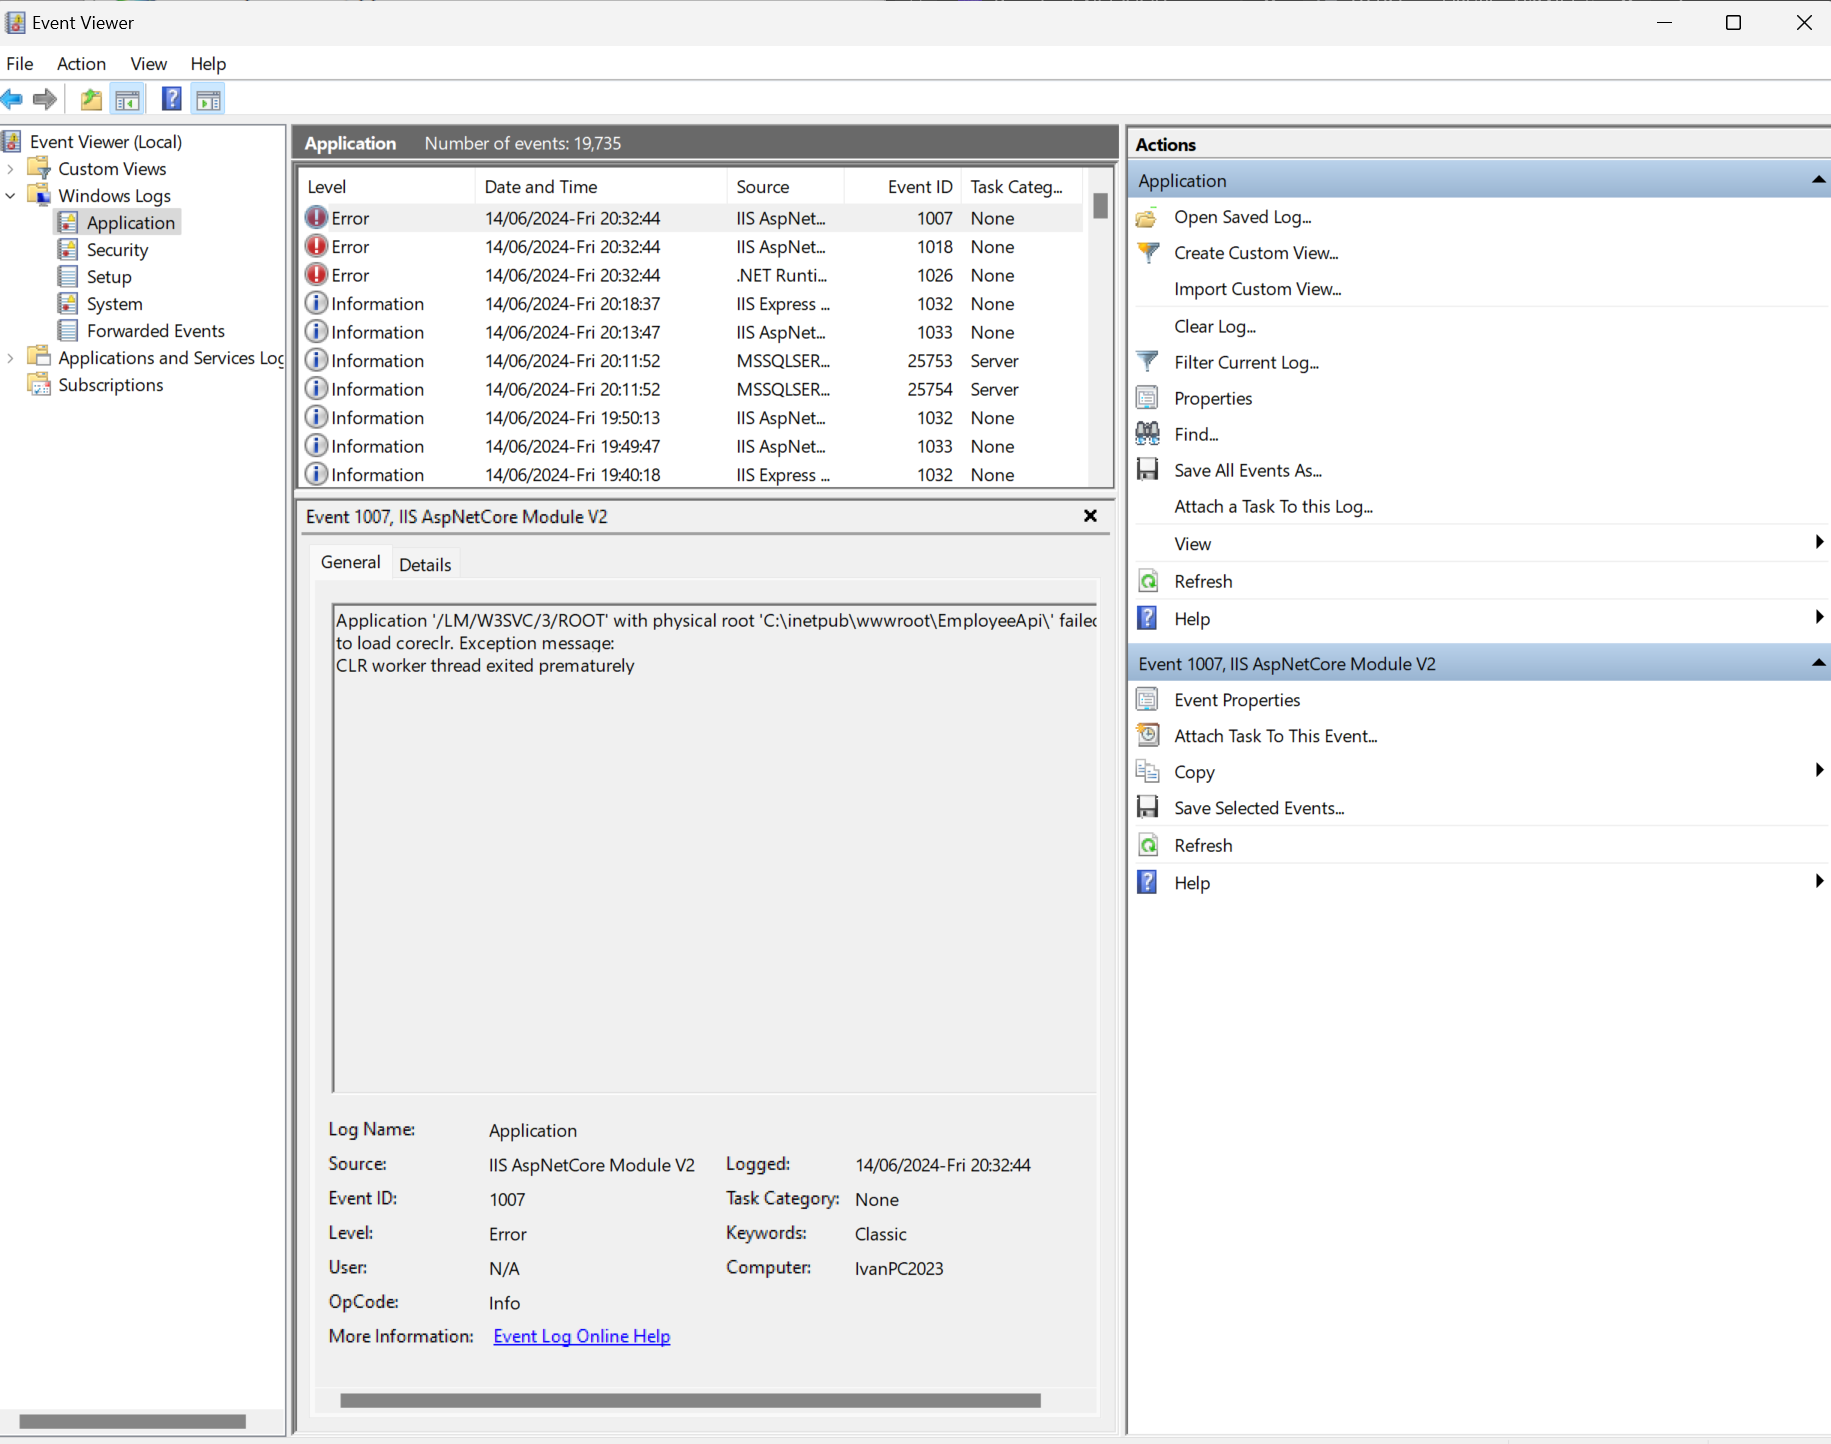 Event Viewer
File Action View Help
Event Viewer (Local)
Custom Views
Windows Logs
Application
Security
Setup
System
Forwarded Events
Applications and Services Log
Subscriptions
Application Number of events: 19,735
Level Date and Time Source Event ID Task Categ...
Error 14/06/2024-Fri 20:32:44 IIS AspNet... 1007 None
Error 14/06/2024-Fri 20:32:44 IIS AspNet... 1018 None
Error 14/06/2024-Fri 20:32:44 .NET Runti... 1026 None
Information 14/06/2024-Fri 20:18:37 IIS Express ... 1032 None
Information 14/06/2024-Fri 20:13:47 IIS AspNet... 1033 None
Information 14/06/2024-Fri 20:11:52 MSSQLSER... 25753 Server
Information 14/06/2024-Fri 20:11:52 MSSQLSER... 25754 Server
Information 14/06/2024-Fri 19:50:13 IIS AspNet... 1032 None
Information 14/06/2024-Fri 19:49:47 IIS AspNet... 1033 None
Information 14/06/2024-Fri 19:40:18 IIS Express ... 1032 None
Event 1007, IIS AspNetCore Module V2
General Details
Application '/LM/W3SVC/3/ROOT' with physical root 'C:\inetpub\wwwroot\EmployeeApi\' failed
to load coreclr. Exception message:
CLR worker thread exited prematurely
Log Name: Application
Source: IIS AspNetCore Module V2 Logged: 14/06/2024-Fri 20:32:44
Event ID: 1007 Task Category: None
Level: Error Keywords: Classic
User: N/A Computer: IvanPC2023
OpCode: Info
More Information: Event Log Online Help
Actions
Application
Open Saved Log...
Create Custom View...
Import Custom View...
Clear Log...
Filter Current Log...
Properties
Find...
Save All Events As...
Attach a Task To this Log...
View
Refresh
Help
Event 1007, IIS AspNetCore Module V2
Event Properties
Attach Task To This Event...
Copy
Save Selected Events...
Refresh
Help